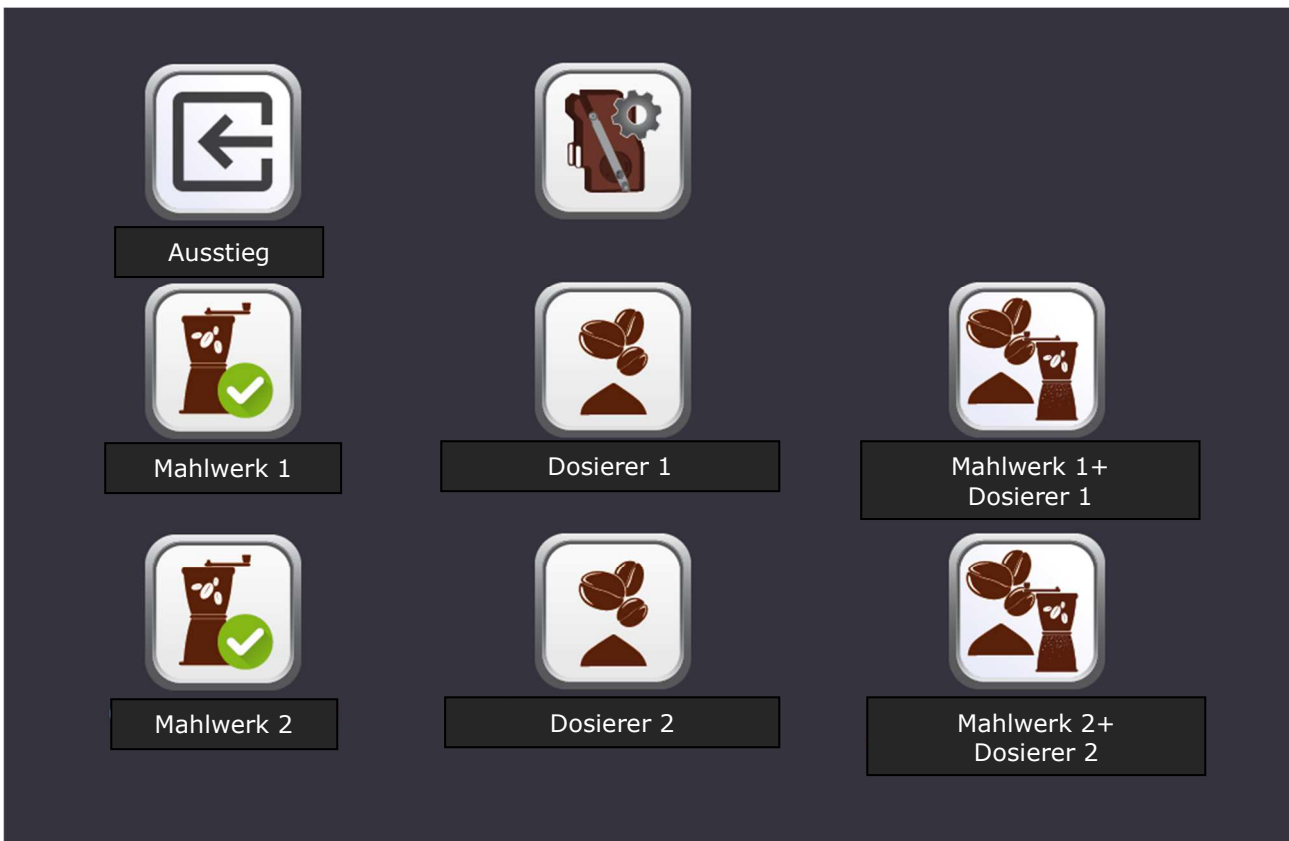 Ausstieg
Mahlwerk 1
Dosierer 1
Mahlwerk 1+
Dosierer 1
Mahlwerk 2
Dosierer 2
Mahlwerk 2+
Dosierer 2